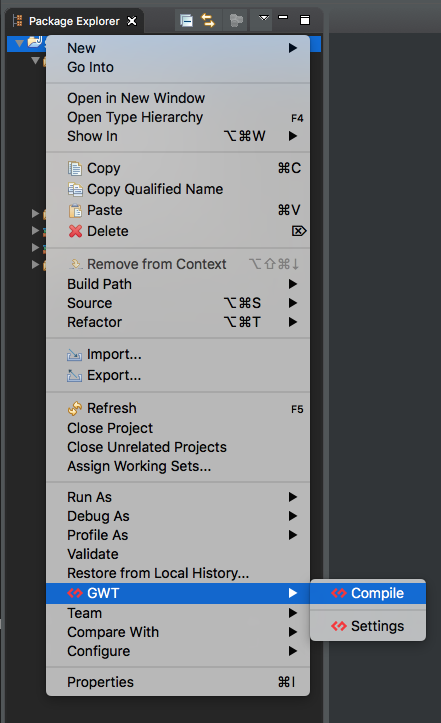 Package Explorer
New
Go Into
Open in New Window
Open Type Hierarchy F4
Show In ⌥⌘W
Copy ⌘C
Copy Qualified Name
Paste ⌘V
Delete ⌦
Remove from Context ⌥⇧⌘↓
Build Path
Source ⌥⌘S
Refactor ⌥⌘T
Import...
Export...
Refresh F5
Close Project
Close Unrelated Projects
Assign Working Sets...
Run As
Debug As
Profile As
Validate
Restore from Local History...
GWT
Compile
Settings
Team
Compare With
Configure
Properties ⌘I